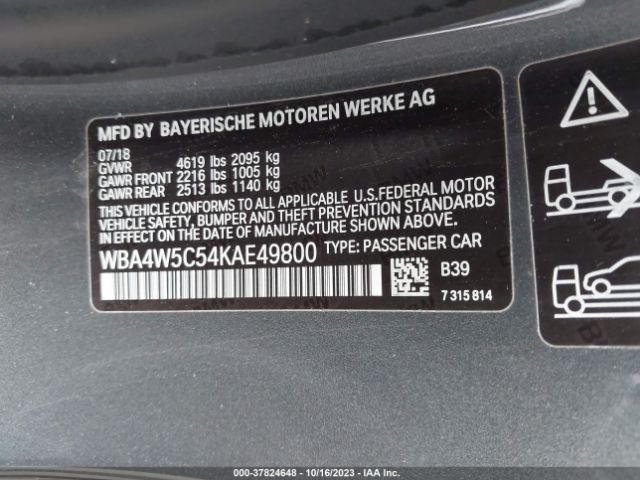 MFD BY BAYERISCHE MOTOREN WERKE AG
07/18
GVWR 4619 lbs 2095 kg
GAWR FRONT 2216 lbs 1005 kg
GAWR REAR 2513 lbs 1140 kg
THIS VEHICLE CONFORMS TO ALL APPLICABLE U.S.FEDERAL MOTOR
VEHICLE SAFETY, BUMPER AND THEFT PREVENTION STANDARDS
IN EFFECT ON THE DATE OF MANUFACTURE SHOWN ABOVE.
WBA4W5C54KAE49800 TYPE: PASSENGER CAR
B39
7 315 814
000-37824648 - 10/16/2023 - IAA Inc.